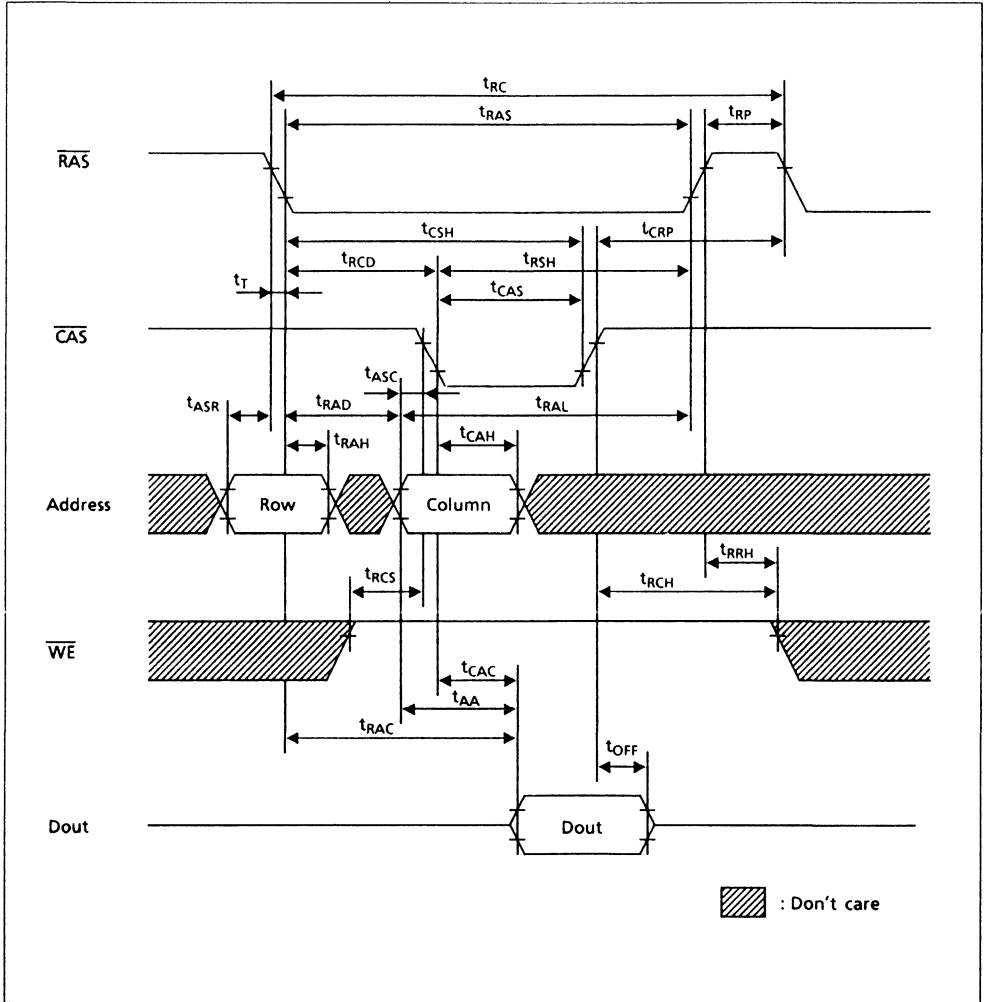 tRC
tRAS
tRP
RAS
tCSH
tCRP
tRCD
tRSH
tT
tCAS
CAS
tASC
tASR
tRAD
tRAL
tRAH
tCAH
Address
Row
Column
tRRH
tRCS
tRCH
WE
tCAC
tAA
tRAC
tOFF
Dout
Dout
: Don't care